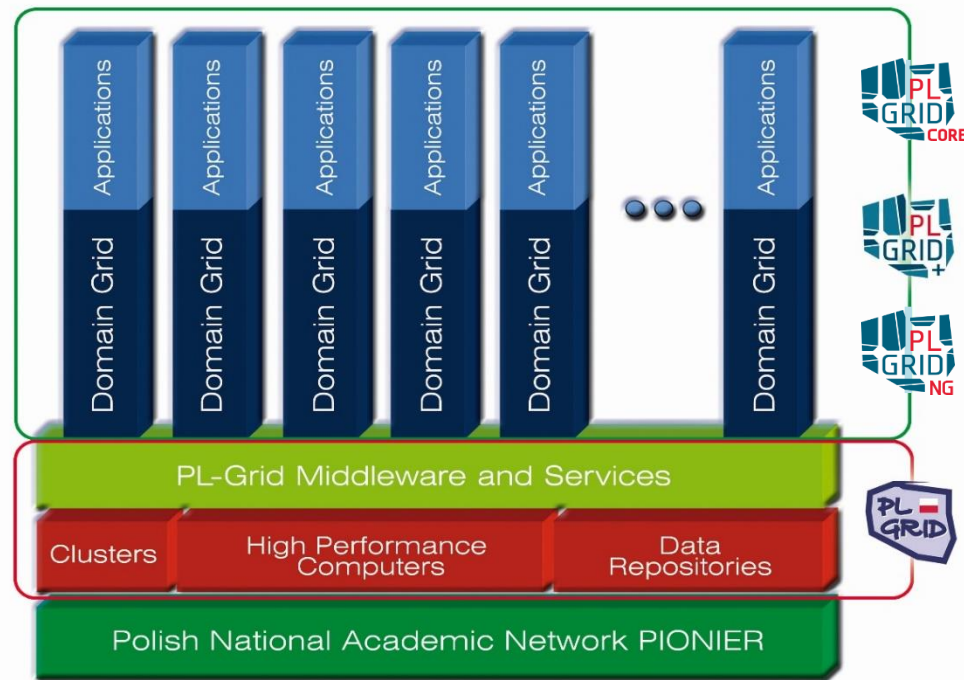 Applications
Applications
Applications
Applications
Applications
Applications
Domain Grid
Domain Grid
Domain Grid
Domain Grid
Domain Grid
Domain Grid
PL
GRID
CORE
PL
GRID
+
PL
GRID
NG
PL-Grid Middleware and Services
PL
GRID
Clusters
High Performance
Computers
Data
Repositories
Polish National Academic Network PIONIER